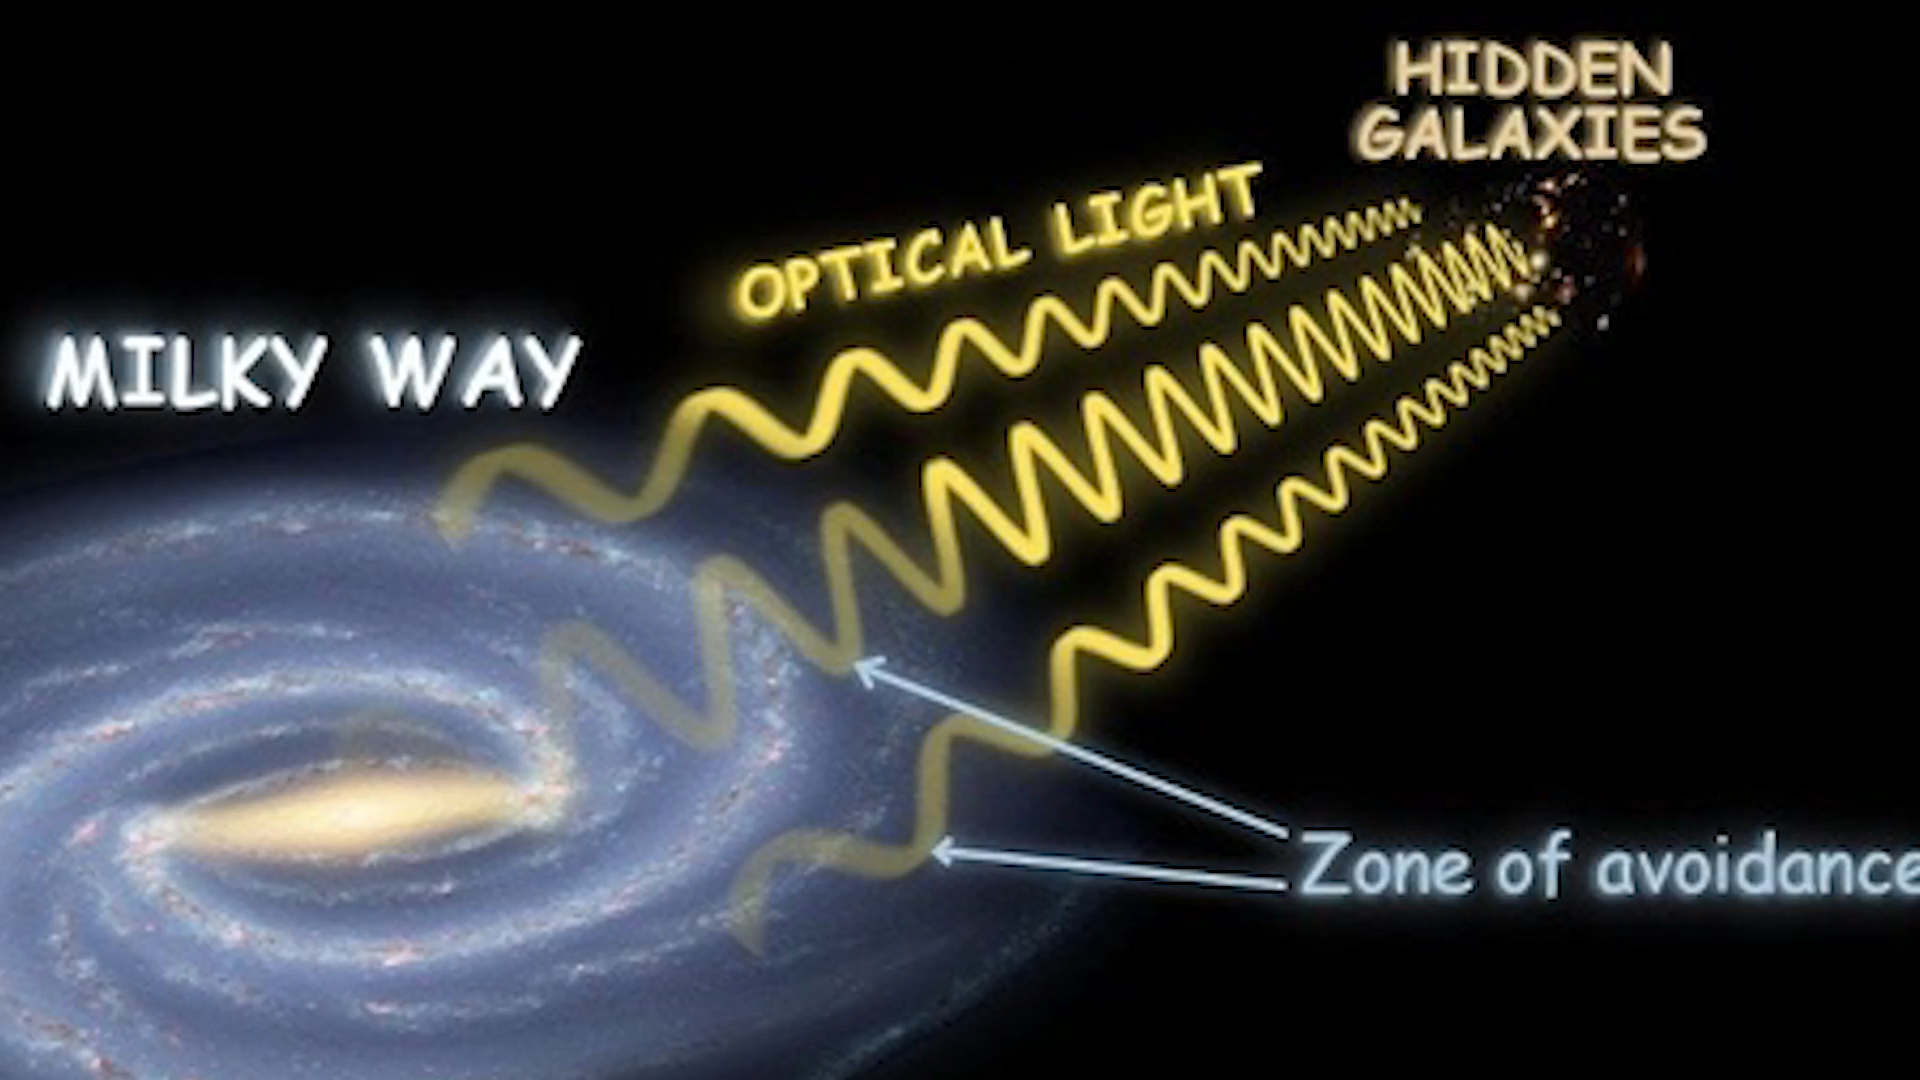 HIDDEN
GALAXIES
OPTICAL LIGHT
MILKY WAY
Zone of avoidance